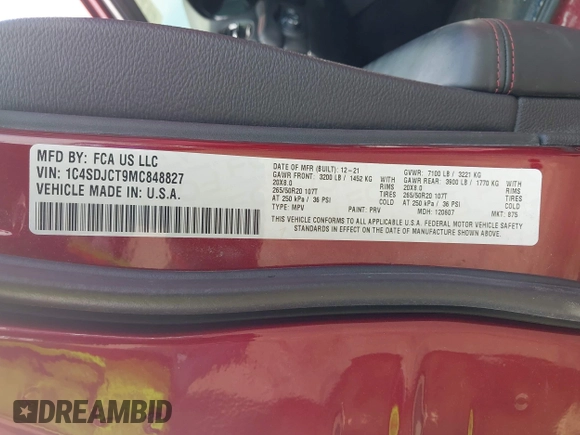 MFD BY: FCA US LLC
VIN: 1C4SDJCT9MC848827
VEHICLE MADE IN: U.S.A.
DATE OF MFR (BUILT): 12-21
GAWR FRONT: 3200 LB / 1452 KG
20X8.0 RIMS
265/50R20 107T
AT 250 kPa / 36 PSI COLD
TYPE: MPV PAINT: PRV
GVWR: 7100 LB / 3221 KG
GAWR REAR: 3900 LB / 1770 KG
20X8.0 RIMS
265/50R20 107T
AT 250 kPa / 36 PSI COLD
MDH: 120807 MKT: 875
THIS VEHICLE CONFORMS TO ALL APPLICABLE U.S.A. FEDERAL MOTOR VEHICLE SAFETY
STANDARDS IN EFFECT ON THE DATE OF MANUFACTURE SHOWN ABOVE.
DREAMBID